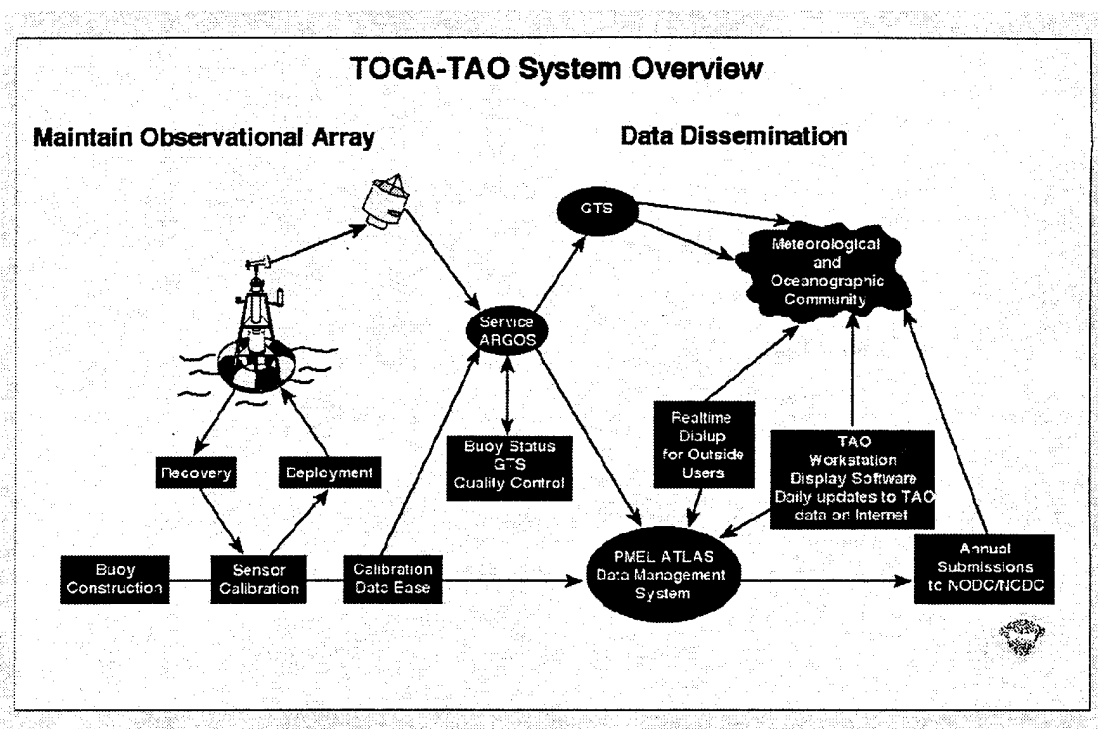 TOGA-TAO System Overview
Maintain Observational Array
Data Dissemination
GTS
Meteorological
and
Oceanographic
Community
Service
ARGOS
Realtime
Dialup
for Outside
Users
TAO
Workstation
Display Software
Daily updates to TAO
data on Internet
Buoy Status
GTS
Quality Control
Recovery
Deployment
Buoy
Construction
Sensor
Calibration
Calibration
Data Ease
PMEL ATLAS
Data Management
System
Annual
Submissions
to NODC/NCDC